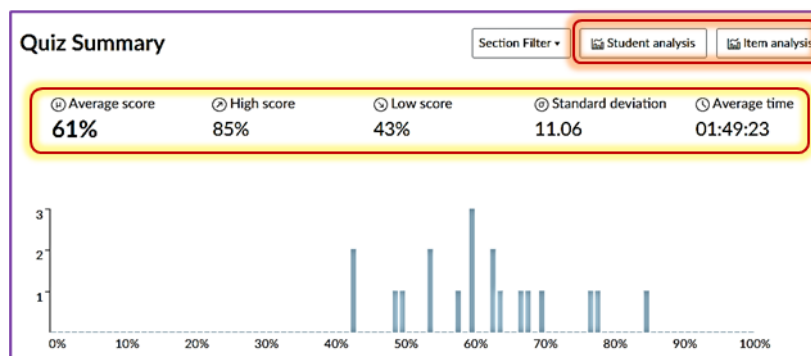 Quiz Summary
Section Filter
Student analysis
Item analysis
Average score
High score
Low score
Standard deviation
Average time
61%
85%
43%
11.06
01:49:23
3
2
1
0%
10%
20%
30%
40%
50%
60%
70%
80%
90%
100%